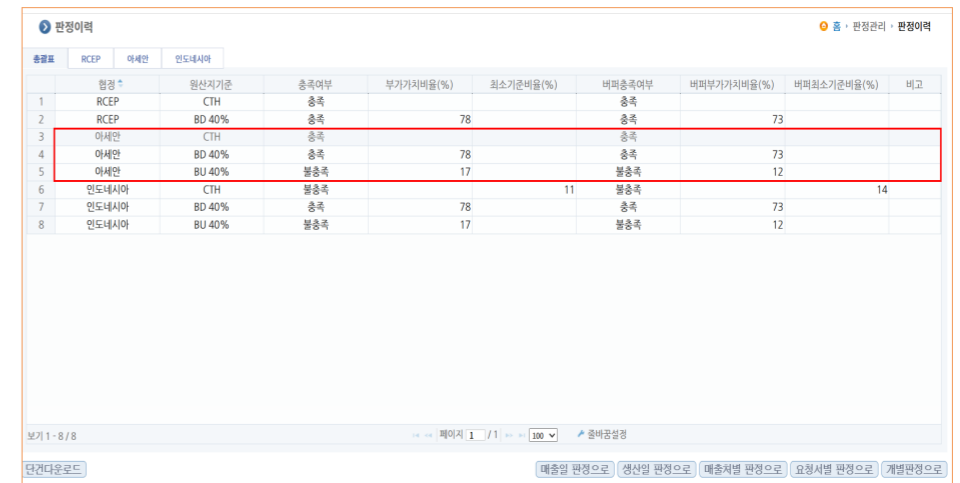 판정이력 홈 › 판정관리 › 판정이력
총괄표 RCEP 아세안 인도네시아
협정 원산지기준 충족여부 부가가치비율(%) 최소기준비율(%) 버퍼충족여부 버퍼부가가치비율(%) 버퍼최소기준비율(%) 비고
1 RCEP CTH 충족 충족
2 RCEP BD 40% 충족 78 충족 73
3 아세안 CTH 충족 충족
4 아세안 BD 40% 충족 78 충족 73
5 아세안 BU 40% 불충족 17 불충족 12
6 인도네시아 CTH 불충족 11 불충족 14
7 인도네시아 BD 40% 충족 78 충족 73
8 인도네시아 BU 40% 불충족 17 불충족 12
보기 1 - 8 / 8 페이지 1 / 1 100 줄바꿈설정
단건다운로드 매출일 판정으로 생산일 판정으로 매출처별 판정으로 요청서별 판정으로 개별판정으로